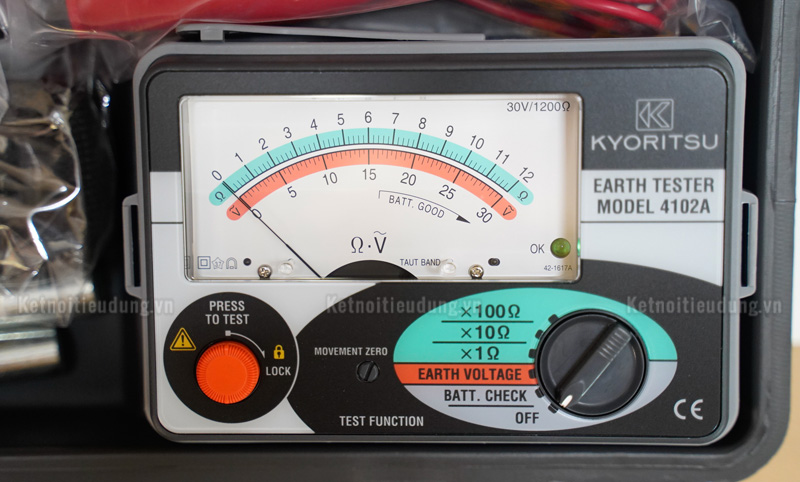 30V/1200Ω
KYORITSU
EARTH TESTER
MODEL 4102A
0 1 2 3 4 5 6 7 8 9 10 11 12
Ω Ω
0 5 10 15 20 25 30
Ṽ Ṽ
BATT. GOOD
Ω·Ṽ
TAUT BAND
OK
42-1617A
Ketnoitieudung.vn Ketnoitieudung.vn Ketnoitieudung.vn
PRESS
TO TEST
LOCK
MOVEMENT ZERO
×100Ω
×10Ω
×1Ω
EARTH VOLTAGE
BATT. CHECK
OFF
TEST FUNCTION
CE